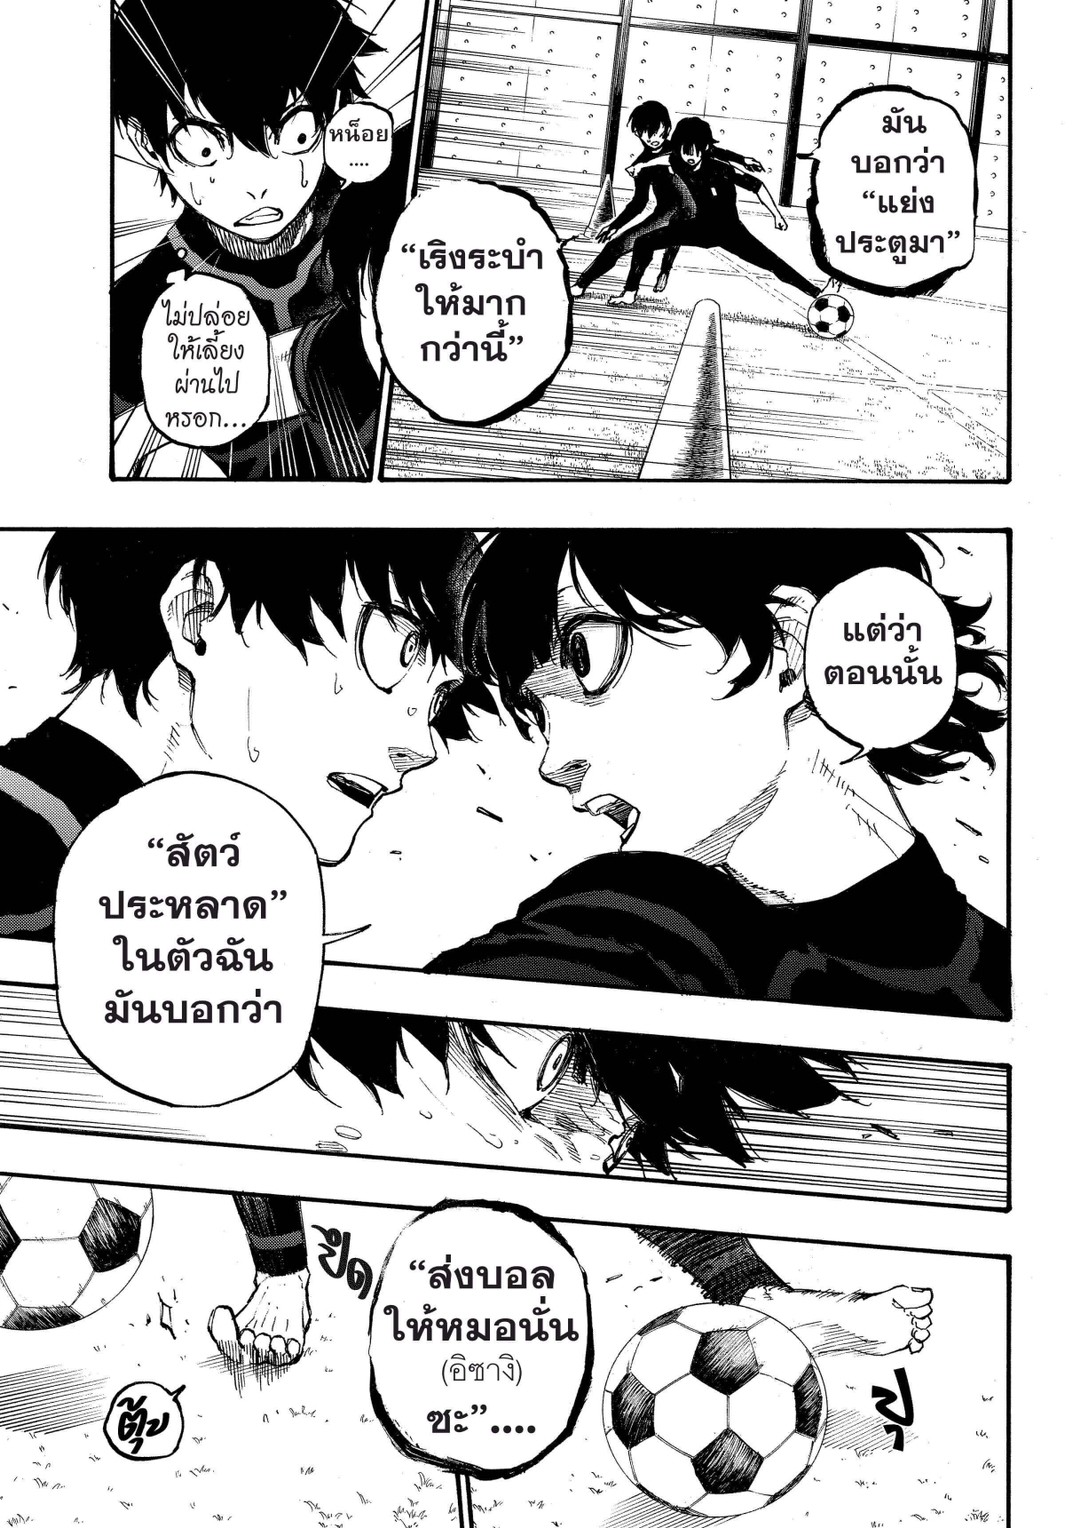 มัน
บอกว่า
“แย่ง
ประตูมา”
“เริงระบำ
ให้มาก
กว่านี้”
หน็อย
....
ไม่ปล่อย
ให้เลี้ยง
ผ่านไป
หรอก...
แต่ว่า
ตอนนั้น
“สัตว์
ประหลาด”
ในตัวฉัน
มันบอกว่า
“ส่งบอล
ให้หมอนั่น
(อิซางิ)
ซะ”....
ปึด
ปุ
ตุ้บ